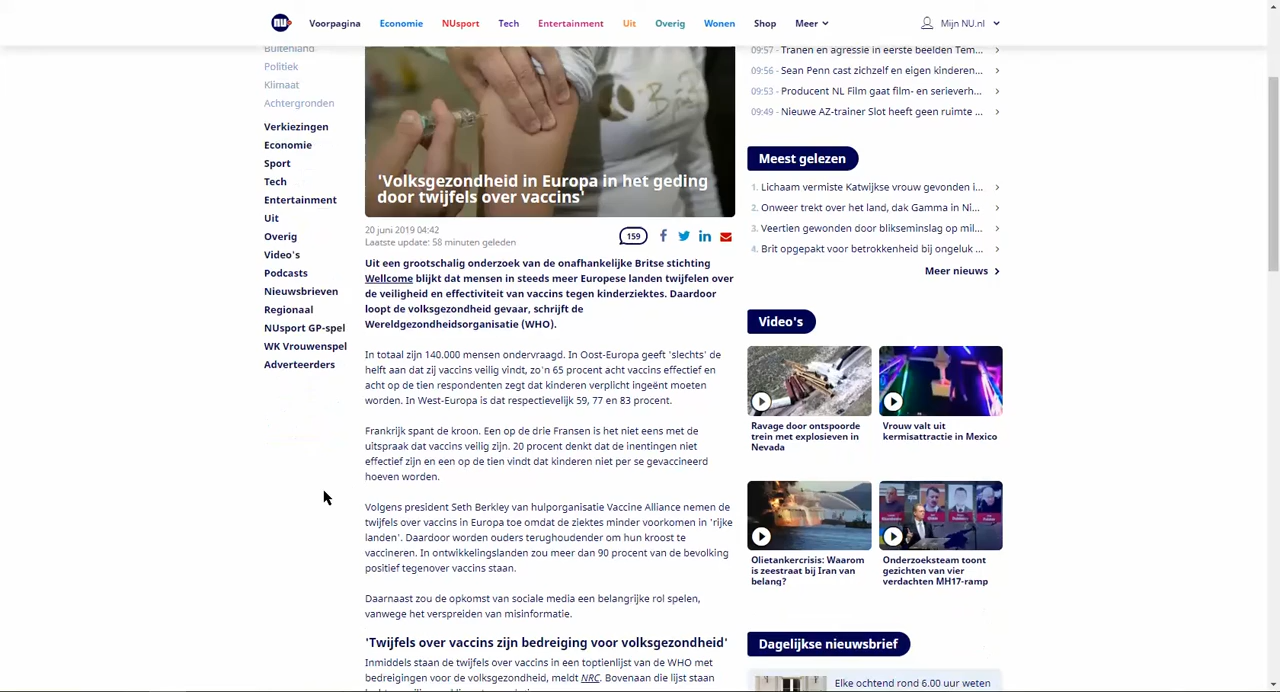 NU
Voorpagina Economie NUsport Tech Entertainment Uit Overig Wonen Shop Meer Mijn NU.nl
Buitenland
Politiek
Klimaat
Achtergronden
Verkiezingen
Economie
Sport
Tech
Entertainment
Uit
Overig
Video's
Podcasts
Nieuwsbrieven
Regionaal
NUsport GP-spel
WK Vrouwenspel
Adverteerders
'Volksgezondheid in Europa in het geding
door twijfels over vaccins'
20 juni 2019 04:42
Laatste update: 58 minuten geleden
159
Uit een grootschalig onderzoek van de onafhankelijke Britse stichting
Wellcome blijkt dat mensen in steeds meer Europese landen twijfelen over
de veiligheid en effectiviteit van vaccins tegen kinderziektes. Daardoor
loopt de volksgezondheid gevaar, schrijft de
Wereldgezondheidsorganisatie (WHO).
In totaal zijn 140.000 mensen ondervraagd. In Oost-Europa geeft 'slechts' de
helft aan dat zij vaccins veilig vindt, zo'n 65 procent acht vaccins effectief en
acht op de tien respondenten zegt dat kinderen verplicht ingeënt moeten
worden. In West-Europa is dat respectievelijk 59, 77 en 83 procent.
Frankrijk spant de kroon. Een op de drie Fransen is het niet eens met de
uitspraak dat vaccins veilig zijn. 20 procent denkt dat de inentingen niet
effectief zijn en een op de tien vindt dat kinderen niet per se gevaccineerd
hoeven worden.
Volgens president Seth Berkley van hulporganisatie Vaccine Alliance nemen de
twijfels over vaccins in Europa toe omdat de ziektes minder voorkomen in 'rijke
landen'. Daardoor worden ouders terughoudender om hun kroost te
vaccineren. In ontwikkelingslanden zou meer dan 90 procent van de bevolking
positief tegenover vaccins staan.
Daarnaast zou de opkomst van sociale media een belangrijke rol spelen,
vanwege het verspreiden van misinformatie.
'Twijfels over vaccins zijn bedreiging voor volksgezondheid'
Inmiddels staan de twijfels over vaccins in een toptienlijst van de WHO met
bedreigingen voor de volksgezondheid, meldt NRC. Bovenaan die lijst staan
09:57 - Tranen en agressie in eerste beelden Tem...
09:56 - Sean Penn cast zichzelf en eigen kinderen...
09:53 - Producent NL Film gaat film- en serieverh...
09:49 - Nieuwe AZ-trainer Slot heeft geen ruimte ...
Meest gelezen
1. Lichaam vermiste Katwijkse vrouw gevonden i...
2. Onweer trekt over het land, dak Gamma in Ni...
3. Veertien gewonden door blikseminslag op mil...
4. Brit opgepakt voor betrokkenheid bij ongeluk ...
Meer nieuws
Video's
Ravage door ontspoorde
trein met explosieven in
Nevada
Vrouw valt uit
kermisattractie in Mexico
Olietankercrisis: Waarom
is zeestraat bij Iran van
belang?
Onderzoeksteam toont
gezichten van vier
verdachten MH17-ramp
Dagelijkse nieuwsbrief
Elke ochtend rond 6.00 uur weten